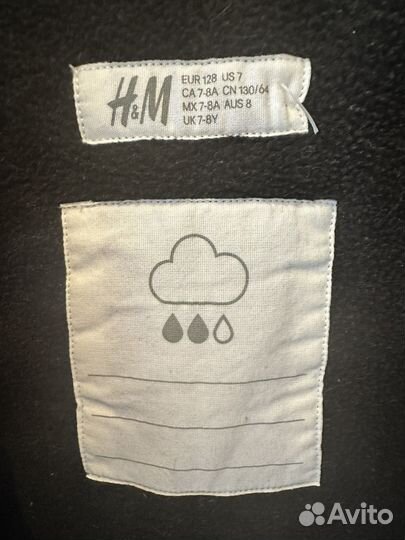 H&M
EUR 128 US 7
CA 7-8A CN 130/64
MX 7-8A AUS 8
UK 7-8Y
Avito